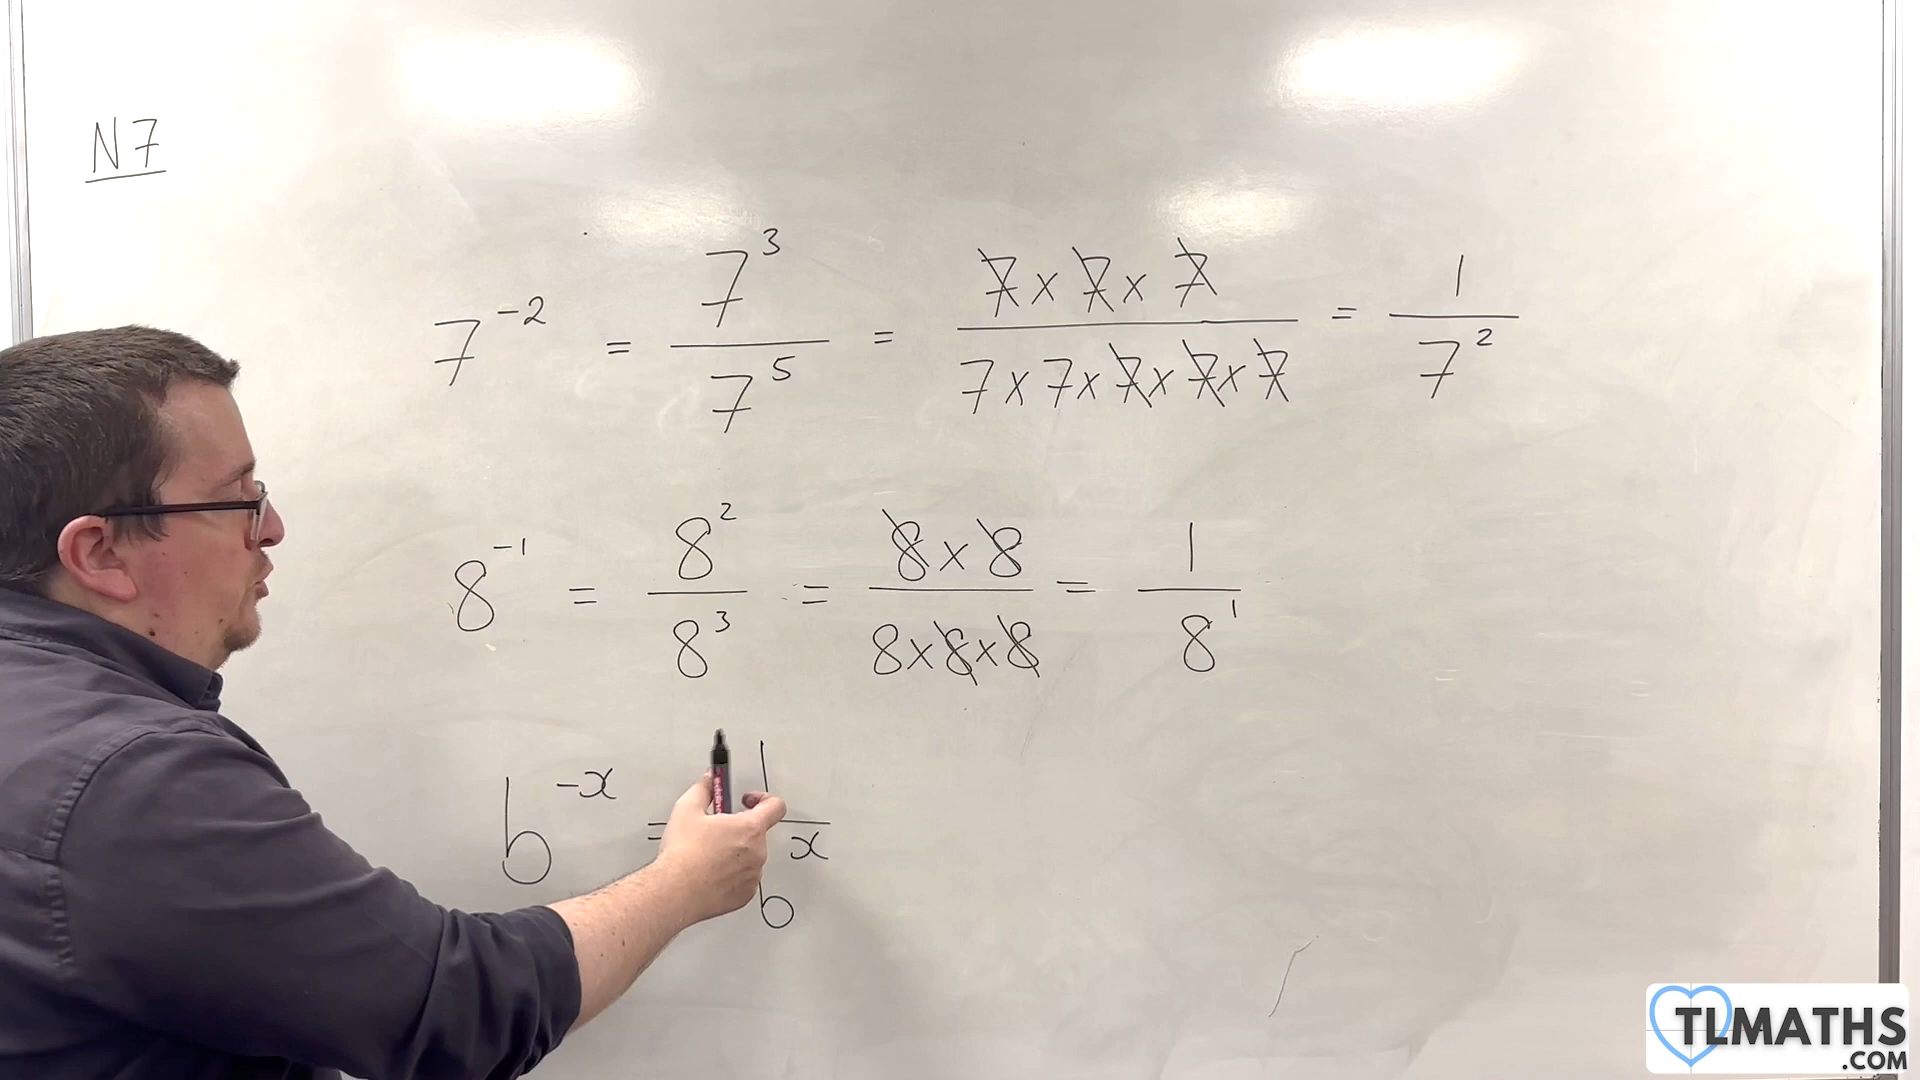 N7
7^-2 = 7^3/7^5 = 7×7×7/7×7×7×7×7 = 1/7^2
8^-1 = 8^2/8^3 = 8×8/8×8×8 = 1/8^1
b^-x = 1/b^x
TLMATHS
.COM